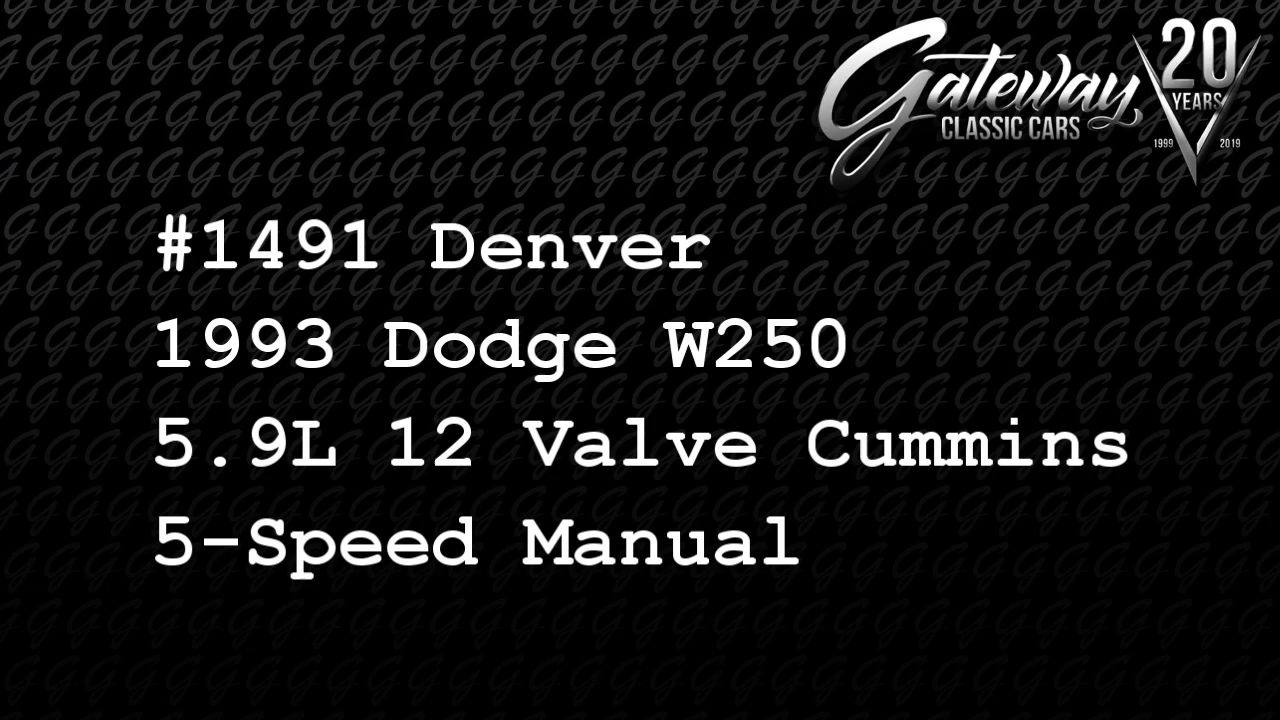 Gateway
CLASSIC CARS
20
YEARS
1999 2019
#1491 Denver
1993 Dodge W250
5.9L 12 Valve Cummins
5-Speed Manual